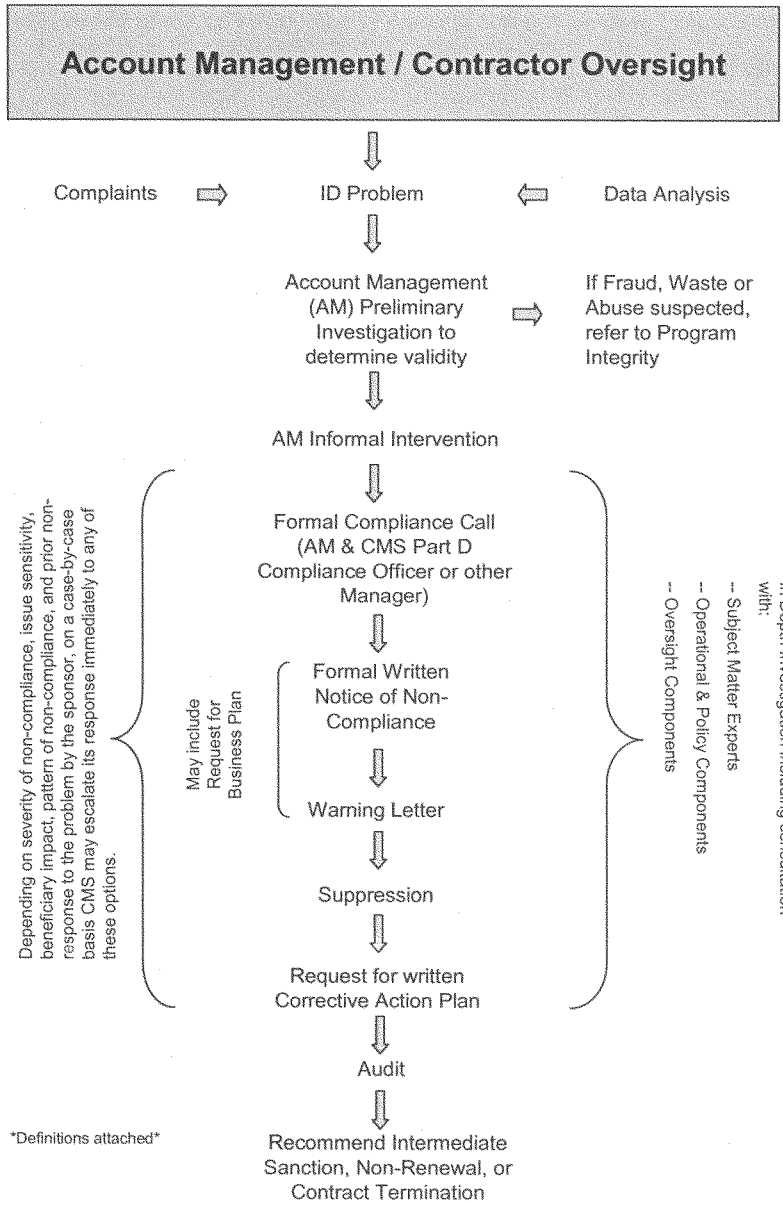 Account Management / Contractor Oversight
Complaints
ID Problem
Data Analysis
Account Management
(AM) Preliminary
Investigation to
determine validity
If Fraud, Waste or
Abuse suspected,
refer to Program
Integrity
AM Informal Intervention
Depending on severity of non-compliance, issue sensitivity,
beneficiary impact, pattern of non-compliance, and prior non-
response to the problem by the sponsor, on a case-by-case
basis CMS may escalate its response immediately to any of
these options.
Formal Compliance Call
(AM & CMS Part D
Compliance Officer or other
Manager)
May include
Request for
Business Plan
Formal Written
Notice of Non-
Compliance
Warning Letter
Suppression
Request for written
Corrective Action Plan
with:
-- Subject Matter Experts
-- Operational & Policy Components
-- Oversight Components
Audit
*Definitions attached*
Recommend Intermediate
Sanction, Non-Renewal, or
Contract Termination